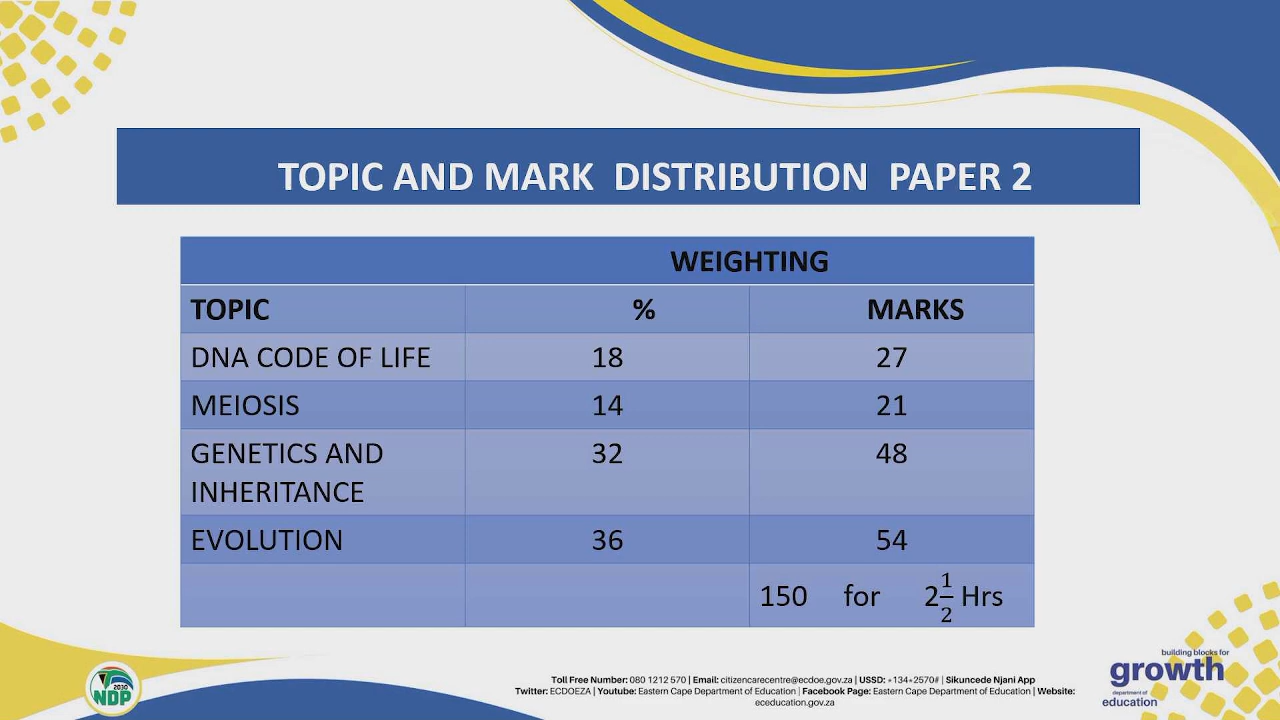 TOPIC AND MARK DISTRIBUTION PAPER 2
WEIGHTING
TOPIC % MARKS
DNA CODE OF LIFE 18 27
MEIOSIS 14 21
GENETICS AND 32 48
INHERITANCE
EVOLUTION 36 54
150 for 2 1/2 Hrs
2030
NDP
Toll Free Number: 080 1212 570 | Email: citizencarecentre@ecdoe.gov.za | USSD: *134*2570# | Sikuncede Njani App
Twitter: ECDOEZA | Youtube: Eastern Cape Department of Education | Facebook Page: Eastern Cape Department of Education | Website:
eceducation.gov.za
building blocks for
growth
department of
education